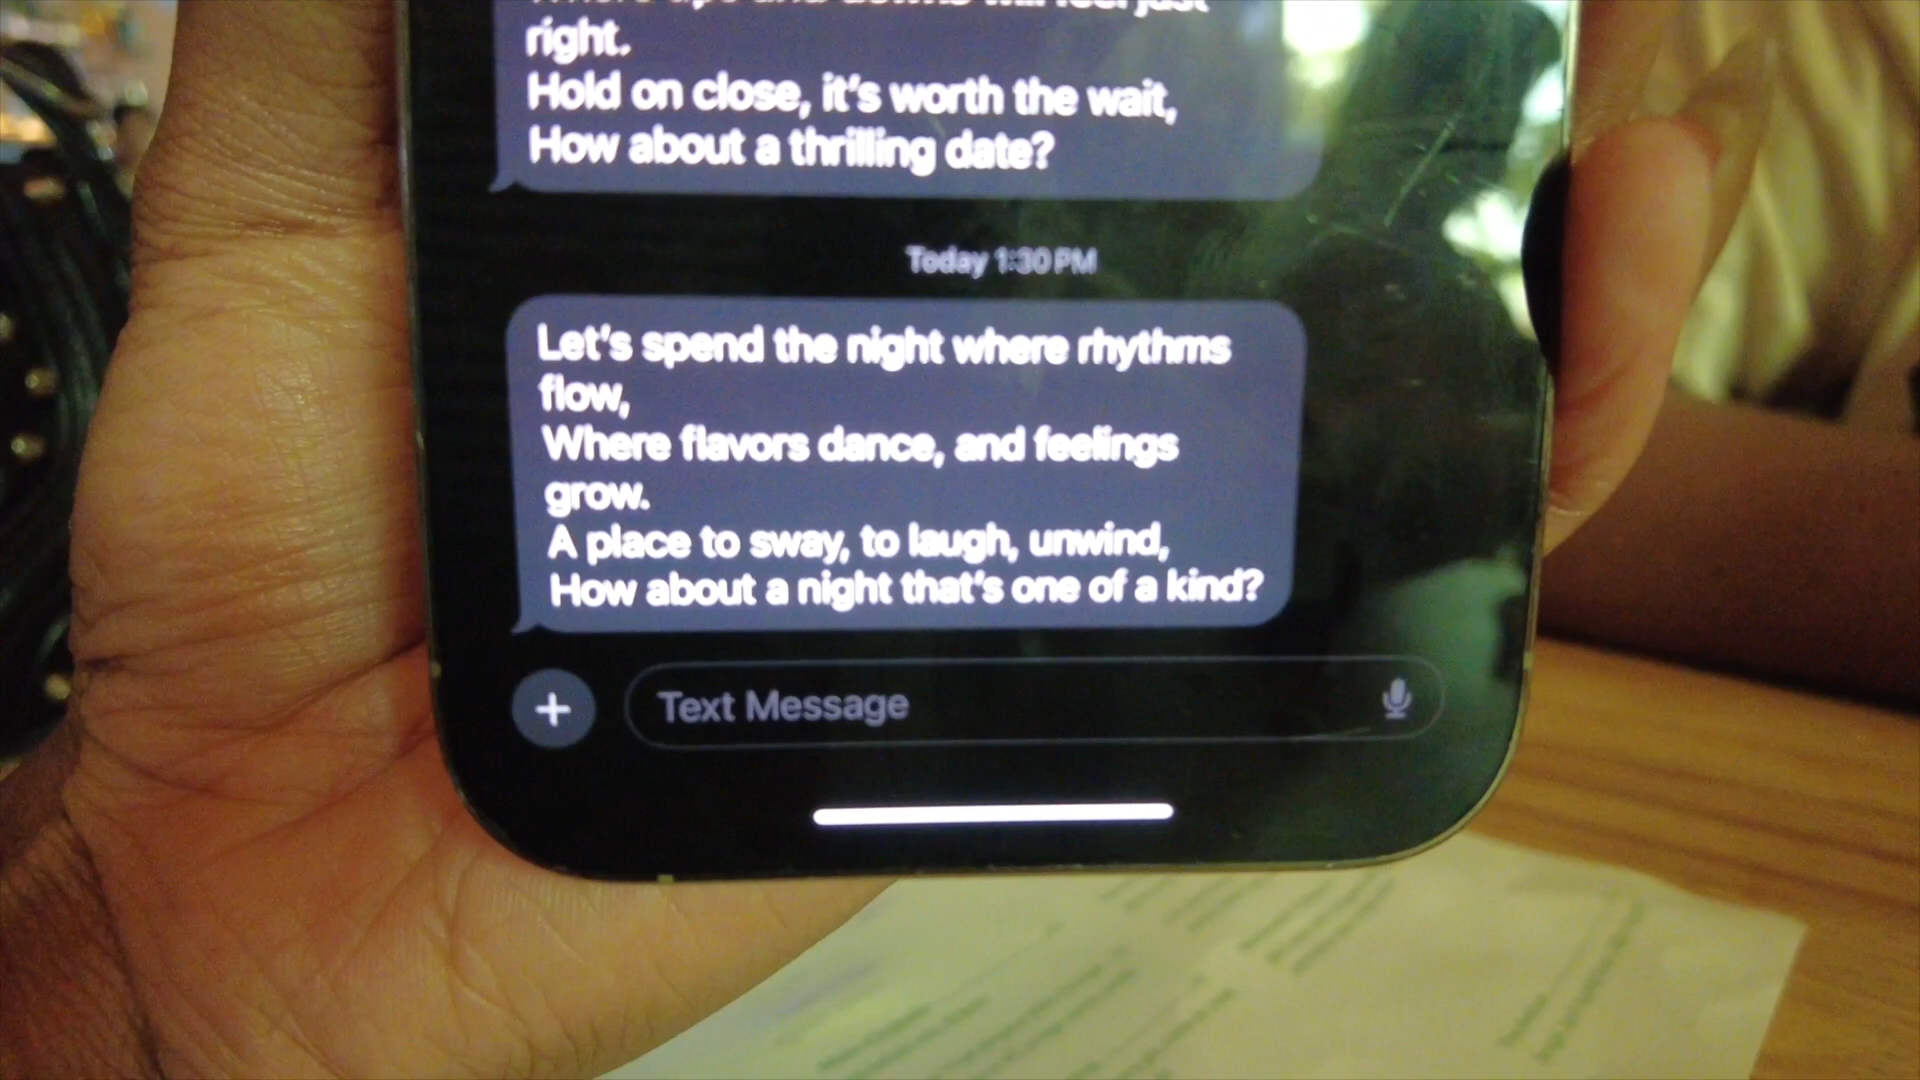 right.
Hold on close, it's worth the wait,
How about a thrilling date?
Today 1:30 PM
Let's spend the night where rhythms
flow,
Where flavors dance, and feelings
grow.
A place to sway, to laugh, unwind,
How about a night that's one of a kind?
Text Message